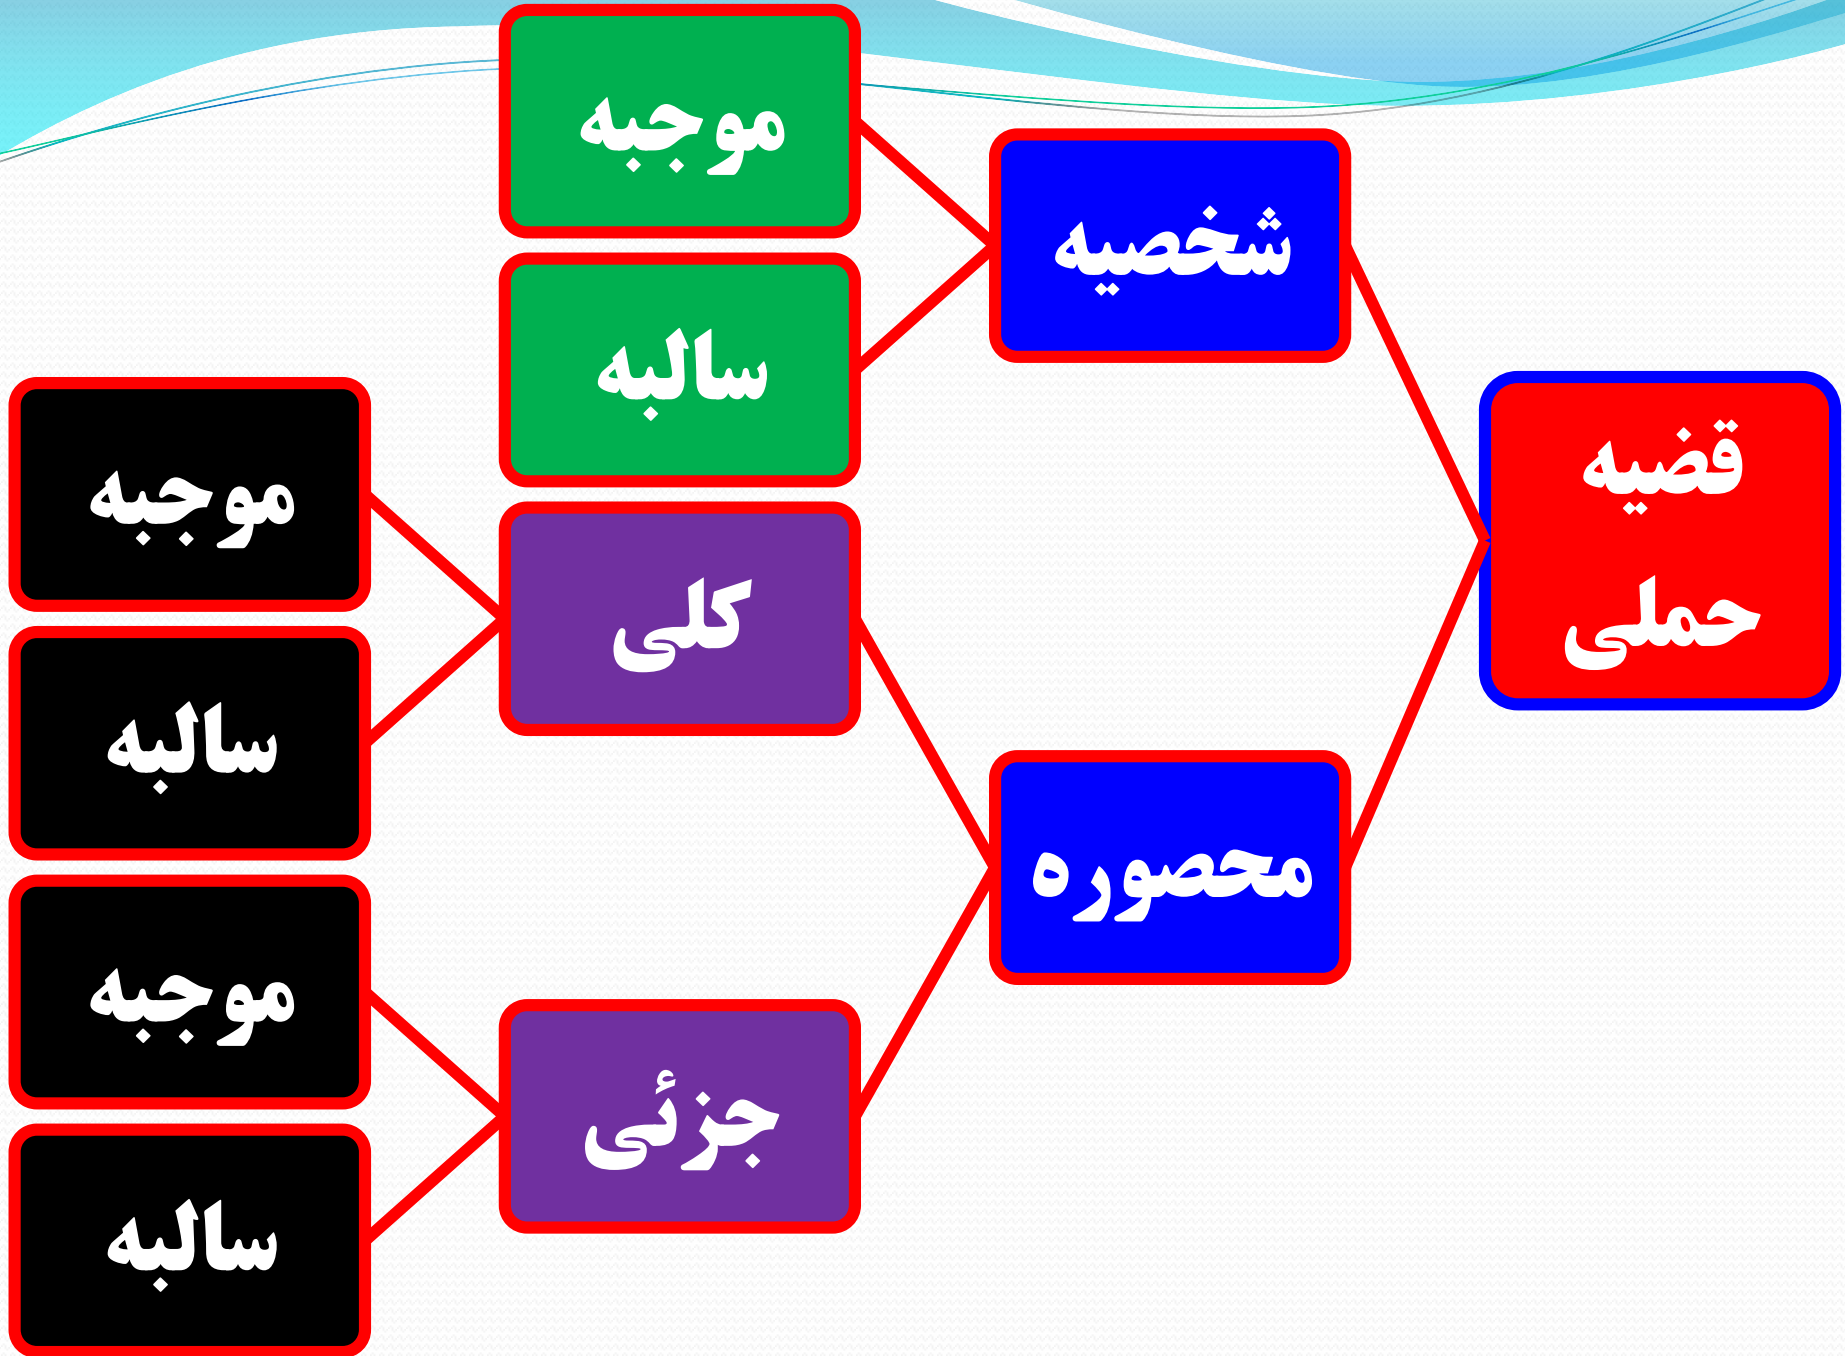 قضیه
حملی
شخصیه
موجبه
سالبه
محصوره
کلی
موجبه
سالبه
جزئی
موجبه
سالبه